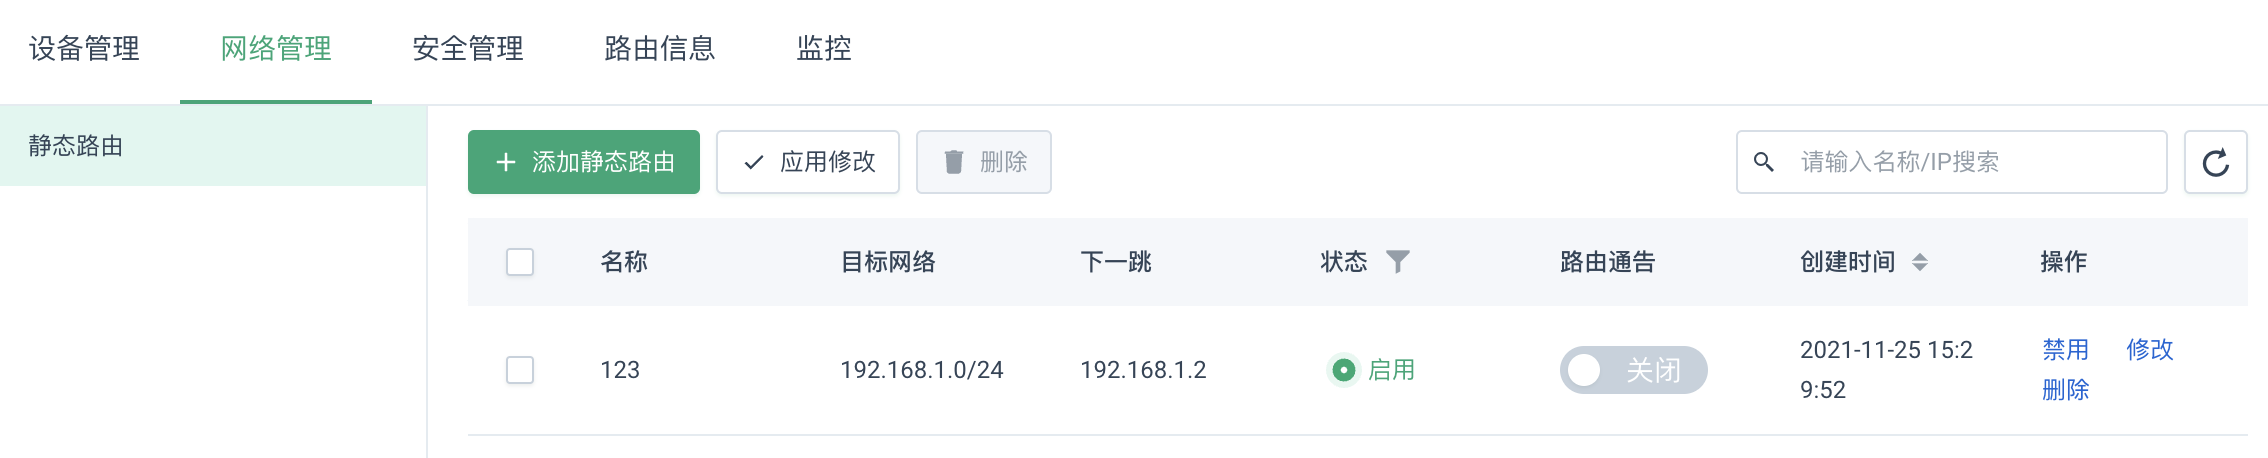 设备管理 网络管理 安全管理 路由信息 监控
静态路由
添加静态路由 应用修改 删除 请输入名称/IP搜索
名称 目标网络 下一跳 状态 路由通告 创建时间 操作
123 192.168.1.0/24 192.168.1.2 启用 关闭 2021-11-25 15:2 禁用 修改
9:52 删除